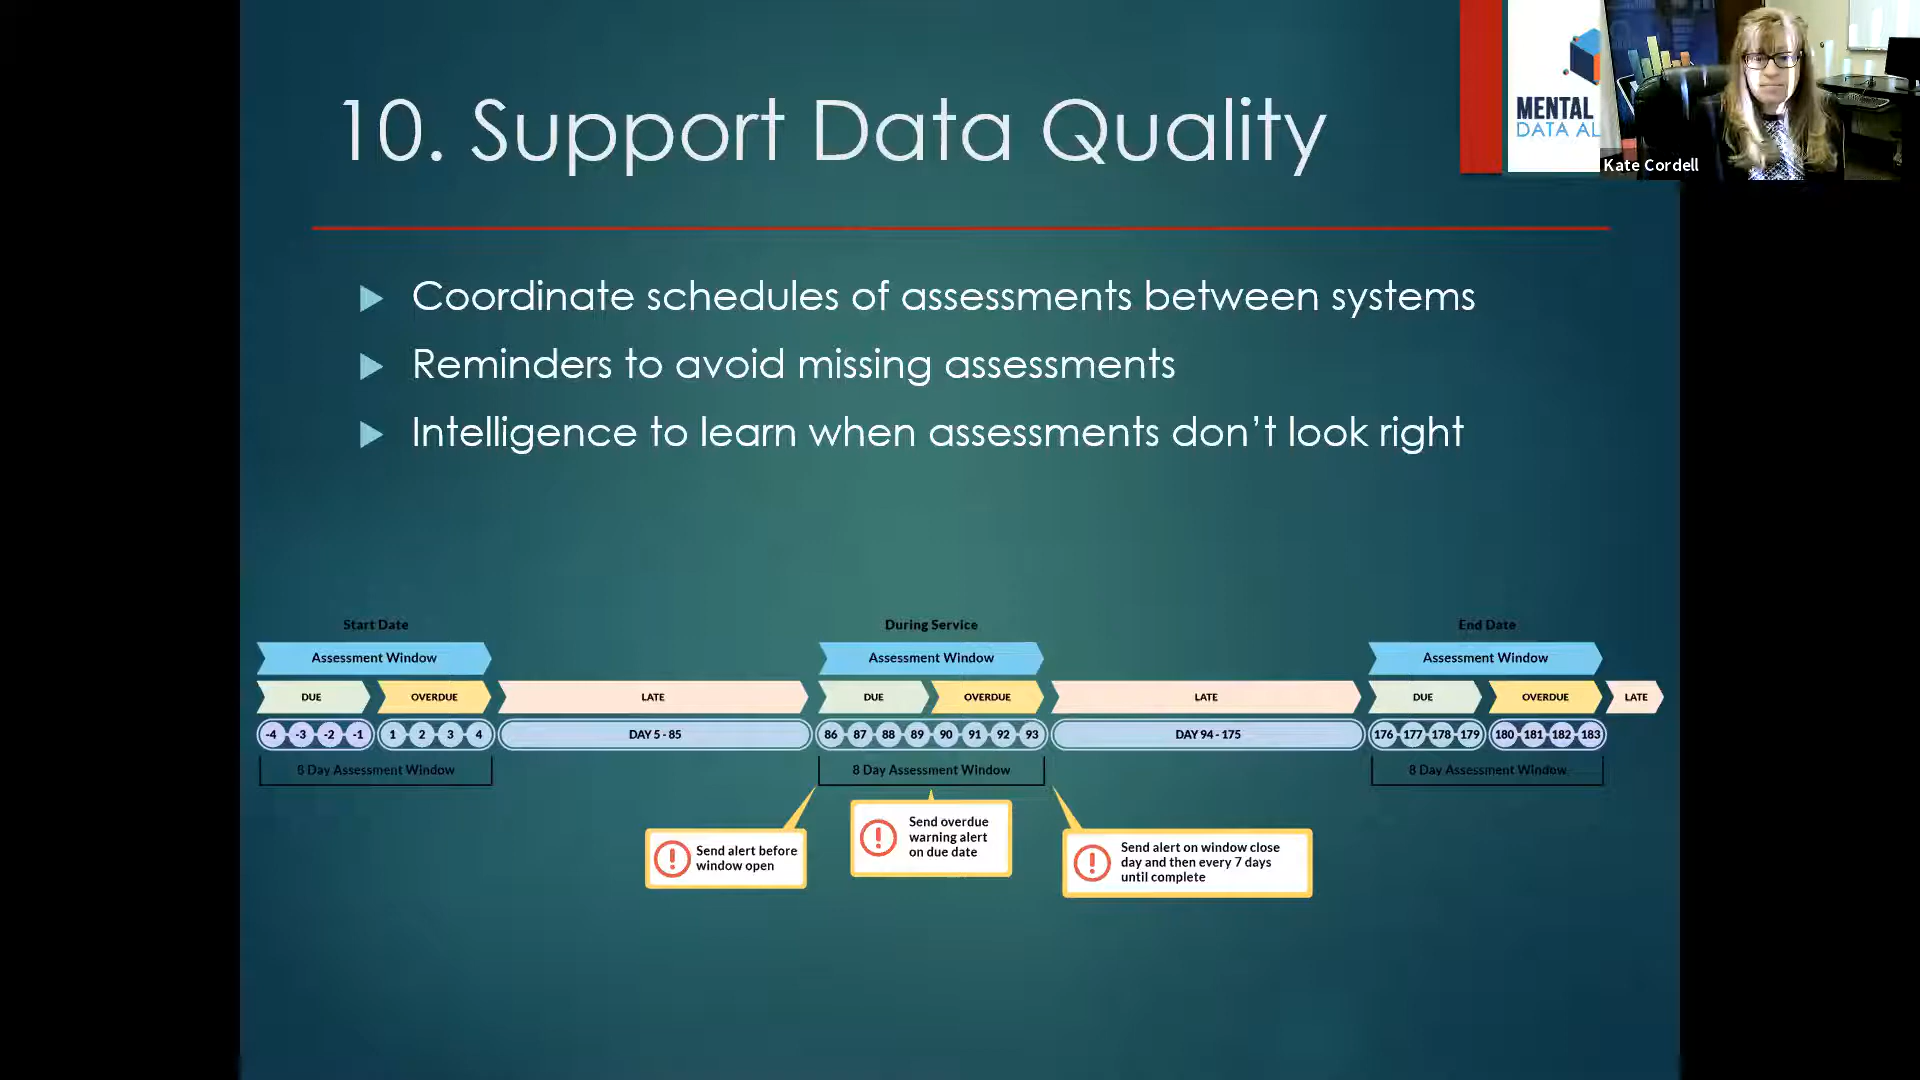 10. Support Data Quality
MENTAL
DATA AL
Kate Cordell
Coordinate schedules of assessments between systems
Reminders to avoid missing assessments
Intelligence to learn when assessments don't look right
Start Date
During Service
End Date
Assessment Window
Assessment Window
Assessment Window
DUE OVERDUE LATE DUE OVERDUE LATE DUE OVERDUE LATE
-4 -3 -2 -1 1 2 3 4 DAY 5 - 85 86 87 88 89 90 91 92 93 DAY 94 - 175 176 177 178 179 180 181 182 183
8 Day Assessment Window
8 Day Assessment Window
8 Day Assessment Window
Send alert before
window open
Send overdue
warning alert
on due date
Send alert on window close
day and then every 7 days
until complete